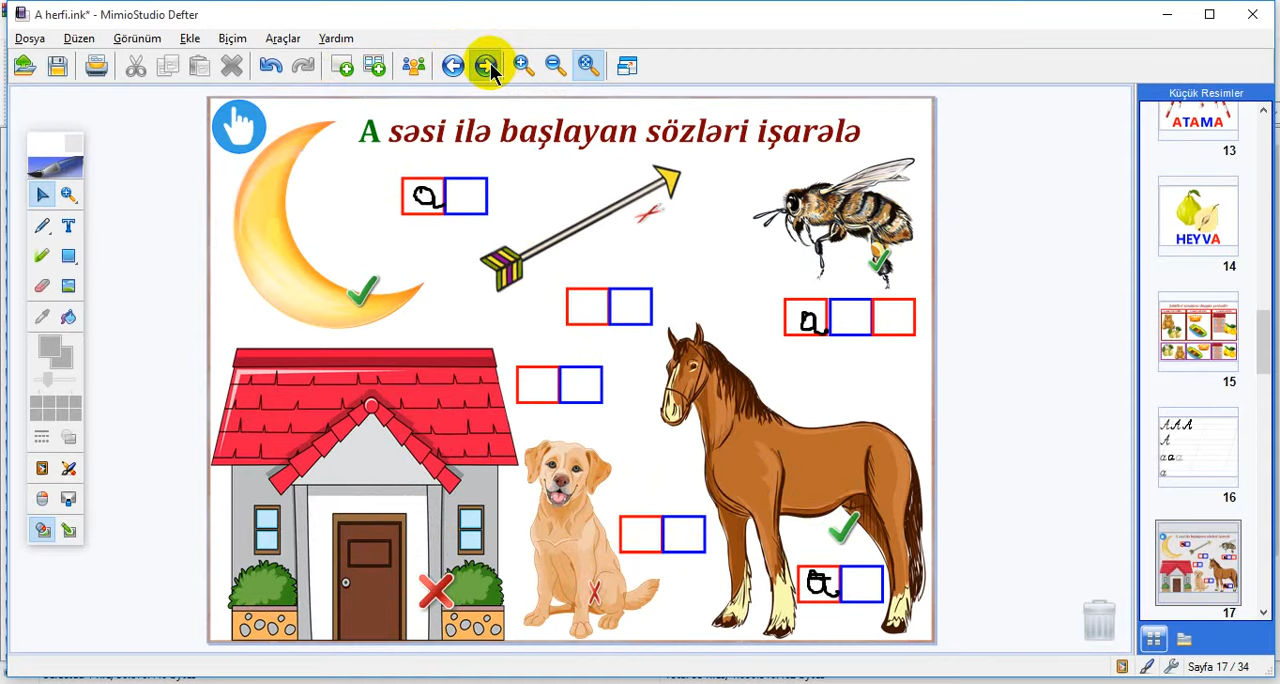 A herfi.ink* - MimioStudio Defter
Dosya Düzen Görünüm Ekle Biçim Araçlar Yardım
Küçük Resimler
A səsi ilə başlayan sözləri işarələ
a
a
a
ATAMA
13
HEYVA
14
15
A A A
A
a a a
a
16
17
Sayfa 17 / 34